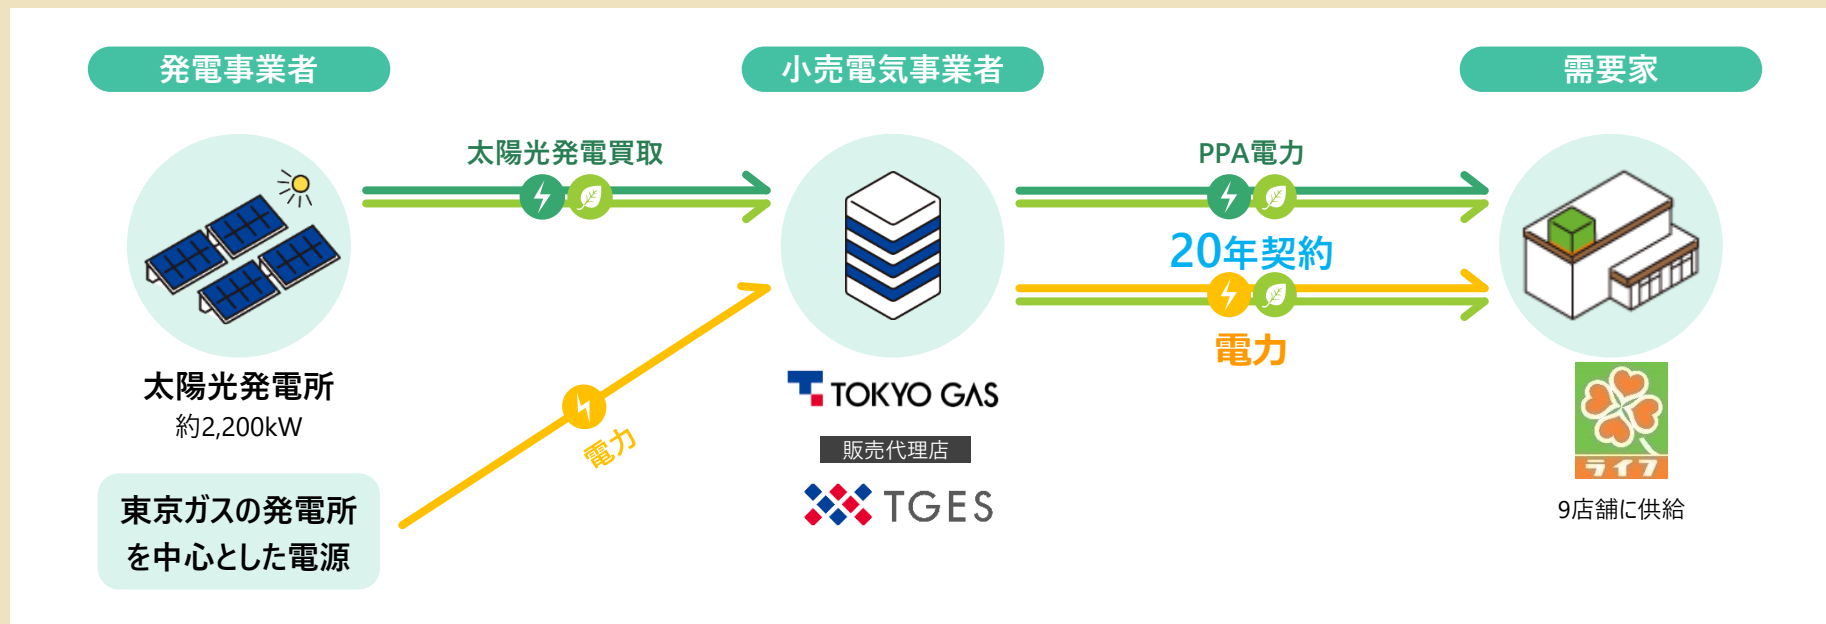 発電事業者
小売電気事業者
需要家
太陽光発電買取
PPA電力
20年契約
電力
太陽光発電所
約2,200kW
電力
東京ガスの発電所
を中心とした電源
TOKYO GAS
販売代理店
TGES
ライフ
9店舗に供給